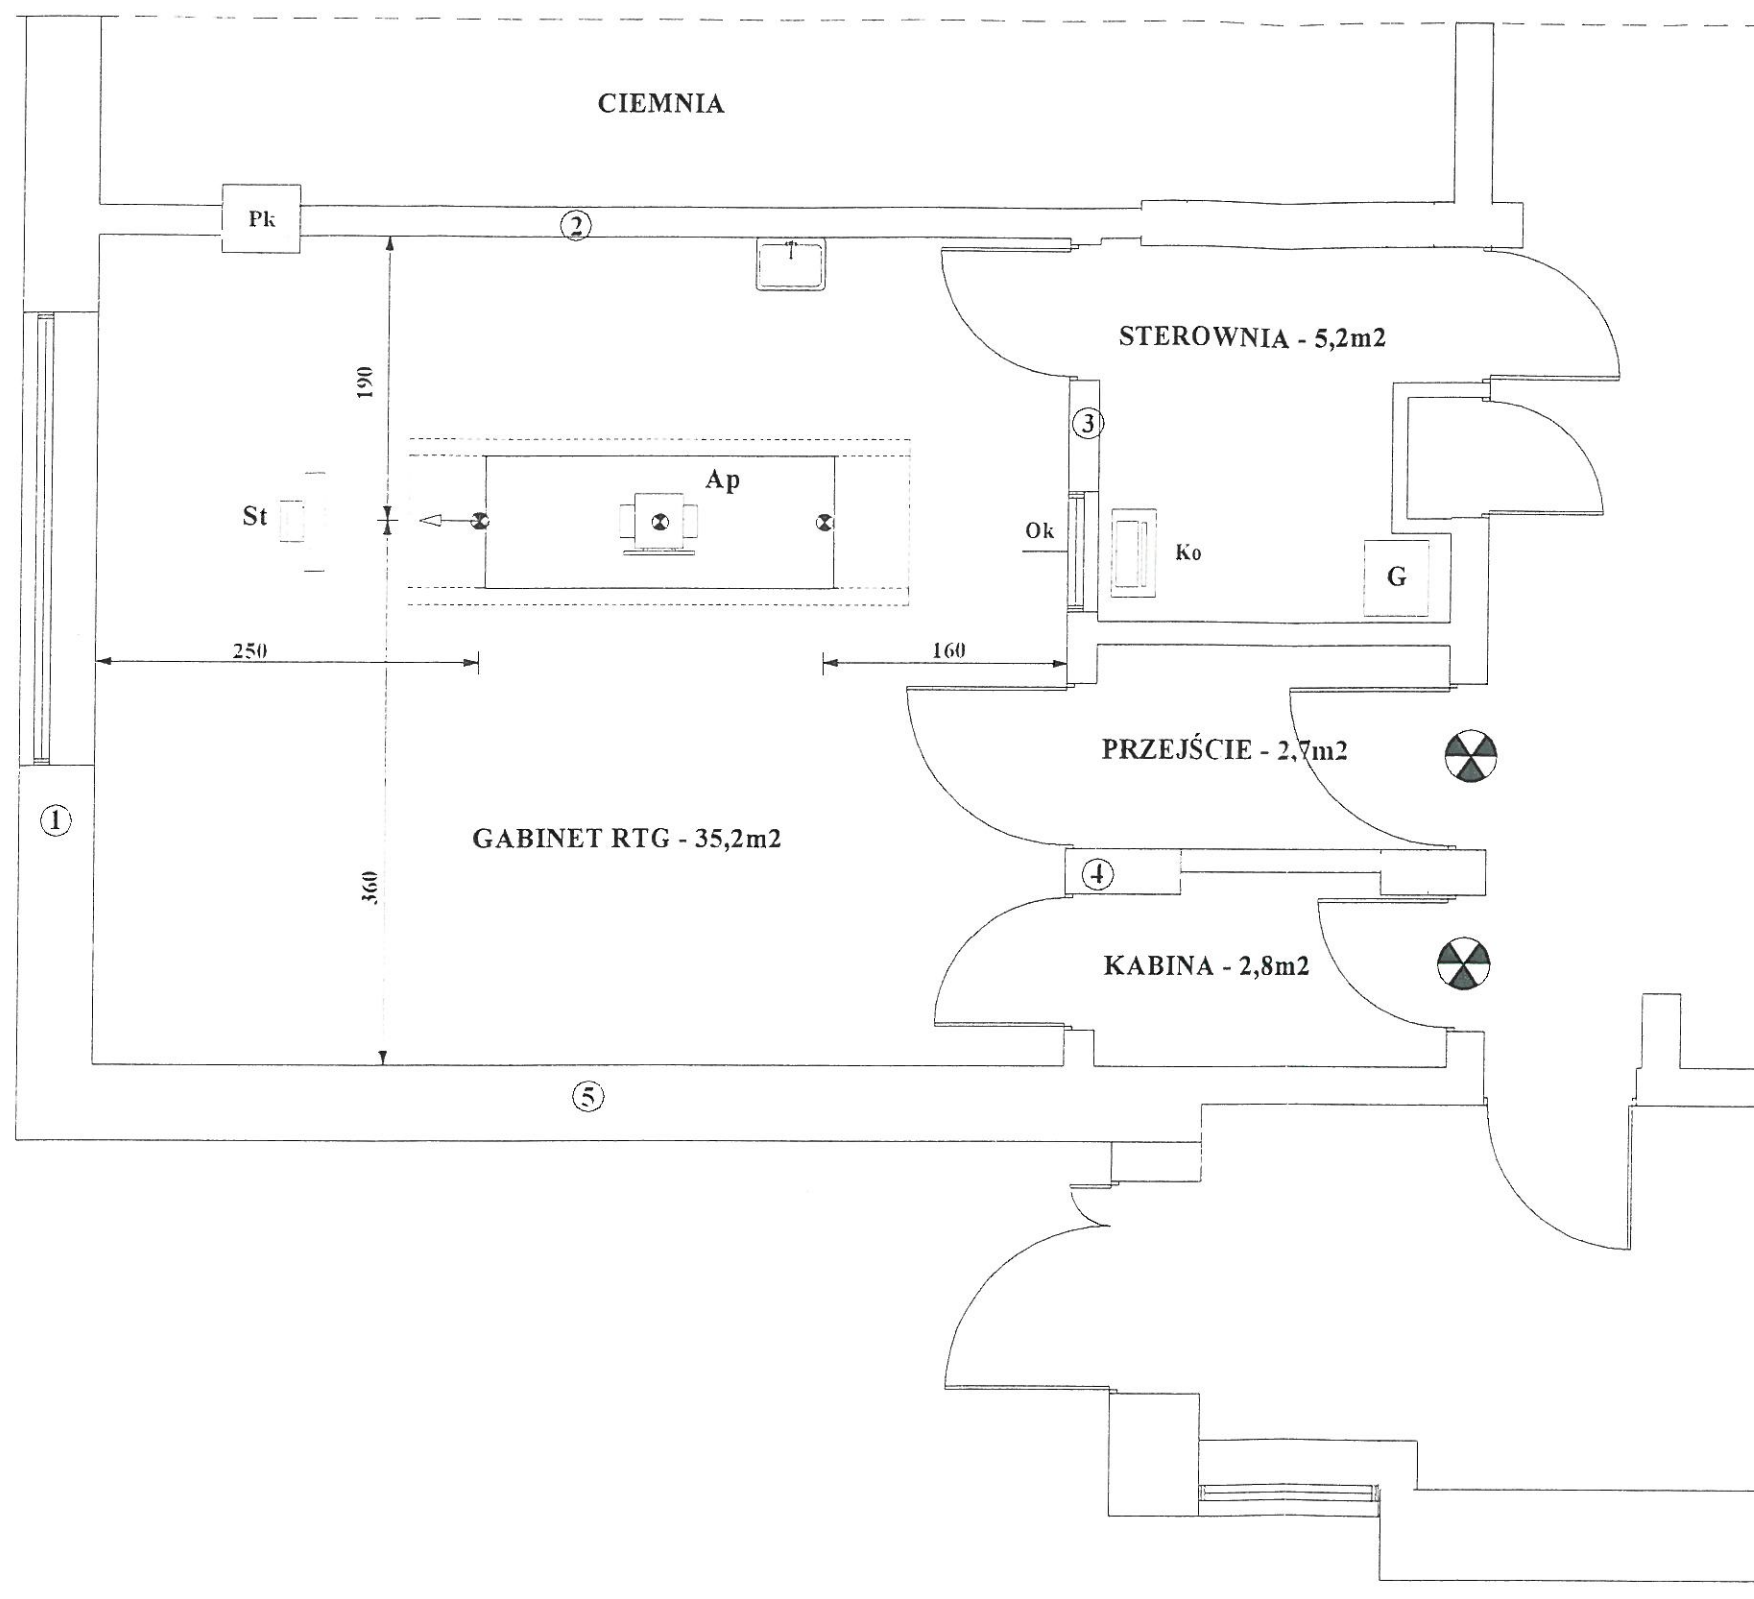 CIEMNIA
Pk
2
STEROWNIA - 5,2m2
190
3
Ap
St
Ok
Ko
G
250
160
PRZEJŚCIE - 2,7m2
1
GABINET RTG - 35,2m2
360
4
KABINA - 2,8m2
5